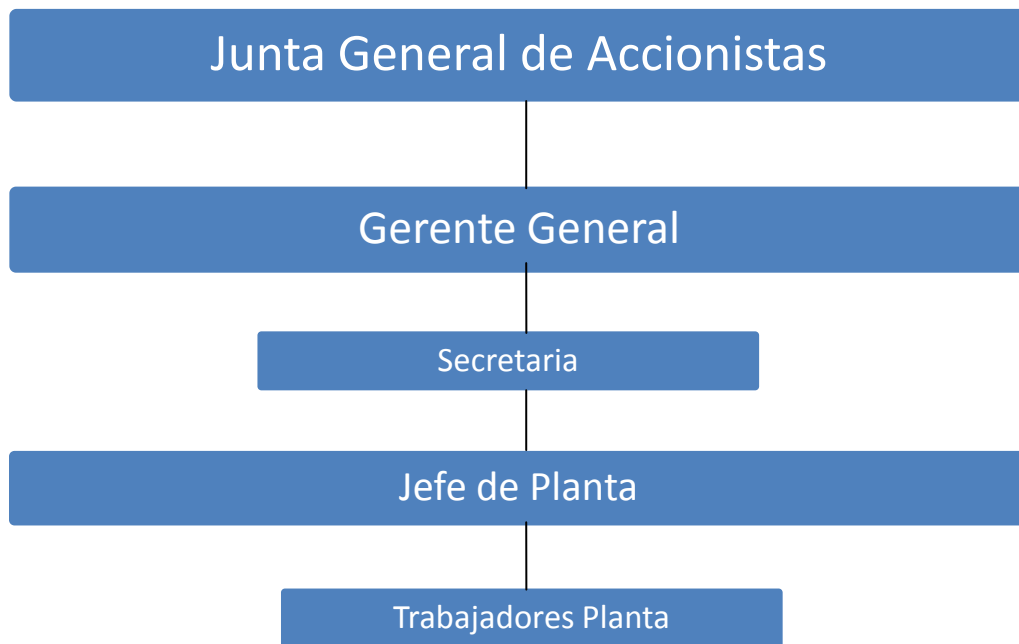 Junta General de Accionistas
Gerente General
Secretaria
Jefe de Planta
Trabajadores Planta